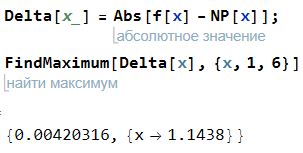 Delta[x_] = Abs[f[x] - NP[x]];
абсолютное значение
FindMaximum[Delta[x], {x, 1, 6}]
найти максимум
=
{0.00420316, {x → 1.1438}}